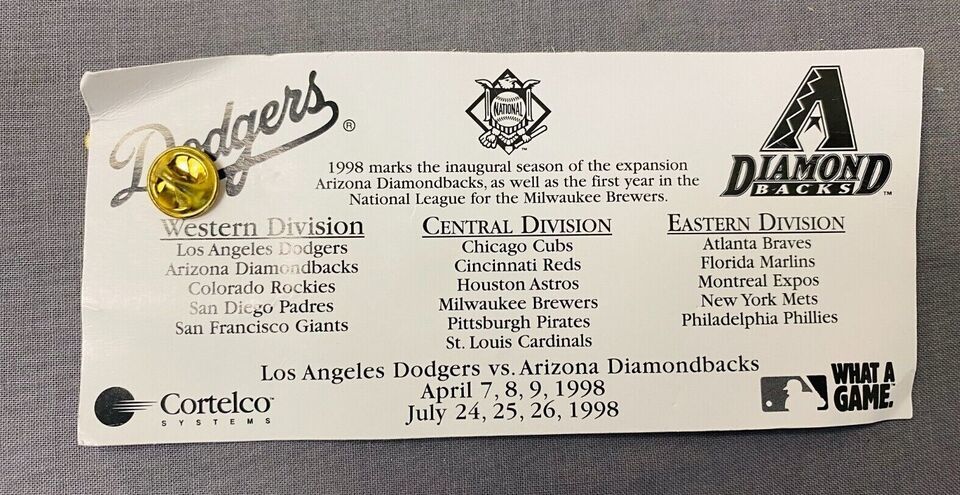 Dodgers®
NATIONAL
™
A
DIAMOND
BACKS™
1998 marks the inaugural season of the expansion
Arizona Diamondbacks, as well as the first year in the
National League for the Milwaukee Brewers.
Western Division
Los Angeles Dodgers
Arizona Diamondbacks
Colorado Rockies
San Diego Padres
San Francisco Giants
CENTRAL DIVISION
Chicago Cubs
Cincinnati Reds
Houston Astros
Milwaukee Brewers
Pittsburgh Pirates
St. Louis Cardinals
EASTERN DIVISION
Atlanta Braves
Florida Marlins
Montreal Expos
New York Mets
Philadelphia Phillies
Los Angeles Dodgers vs. Arizona Diamondbacks
April 7, 8, 9, 1998
July 24, 25, 26, 1998
Cortelco™
SYSTEMS
WHAT A
GAME.